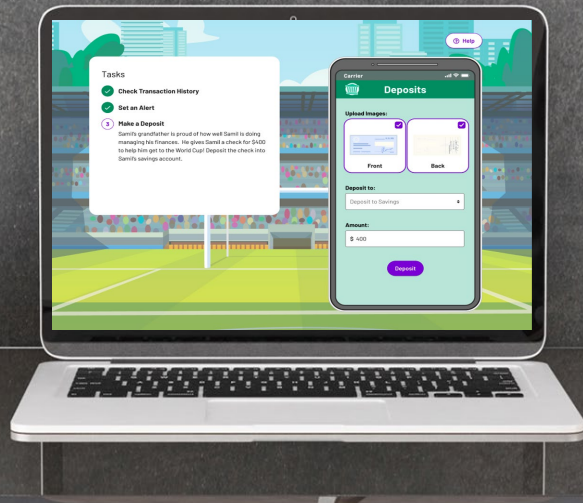 Help
Tasks
Check Transaction History
Set an Alert
3 Make a Deposit
Samil's grandfather is proud of how well Samil is doing
managing his finances. He gives Samil a check for $400
to help him get to the World Cup! Deposit the check into
Samil's savings account.
Carrier
Deposits
Upload Images:
Front
Back
Deposit to:
Deposit to Savings
Amount:
$ 400
Deposit